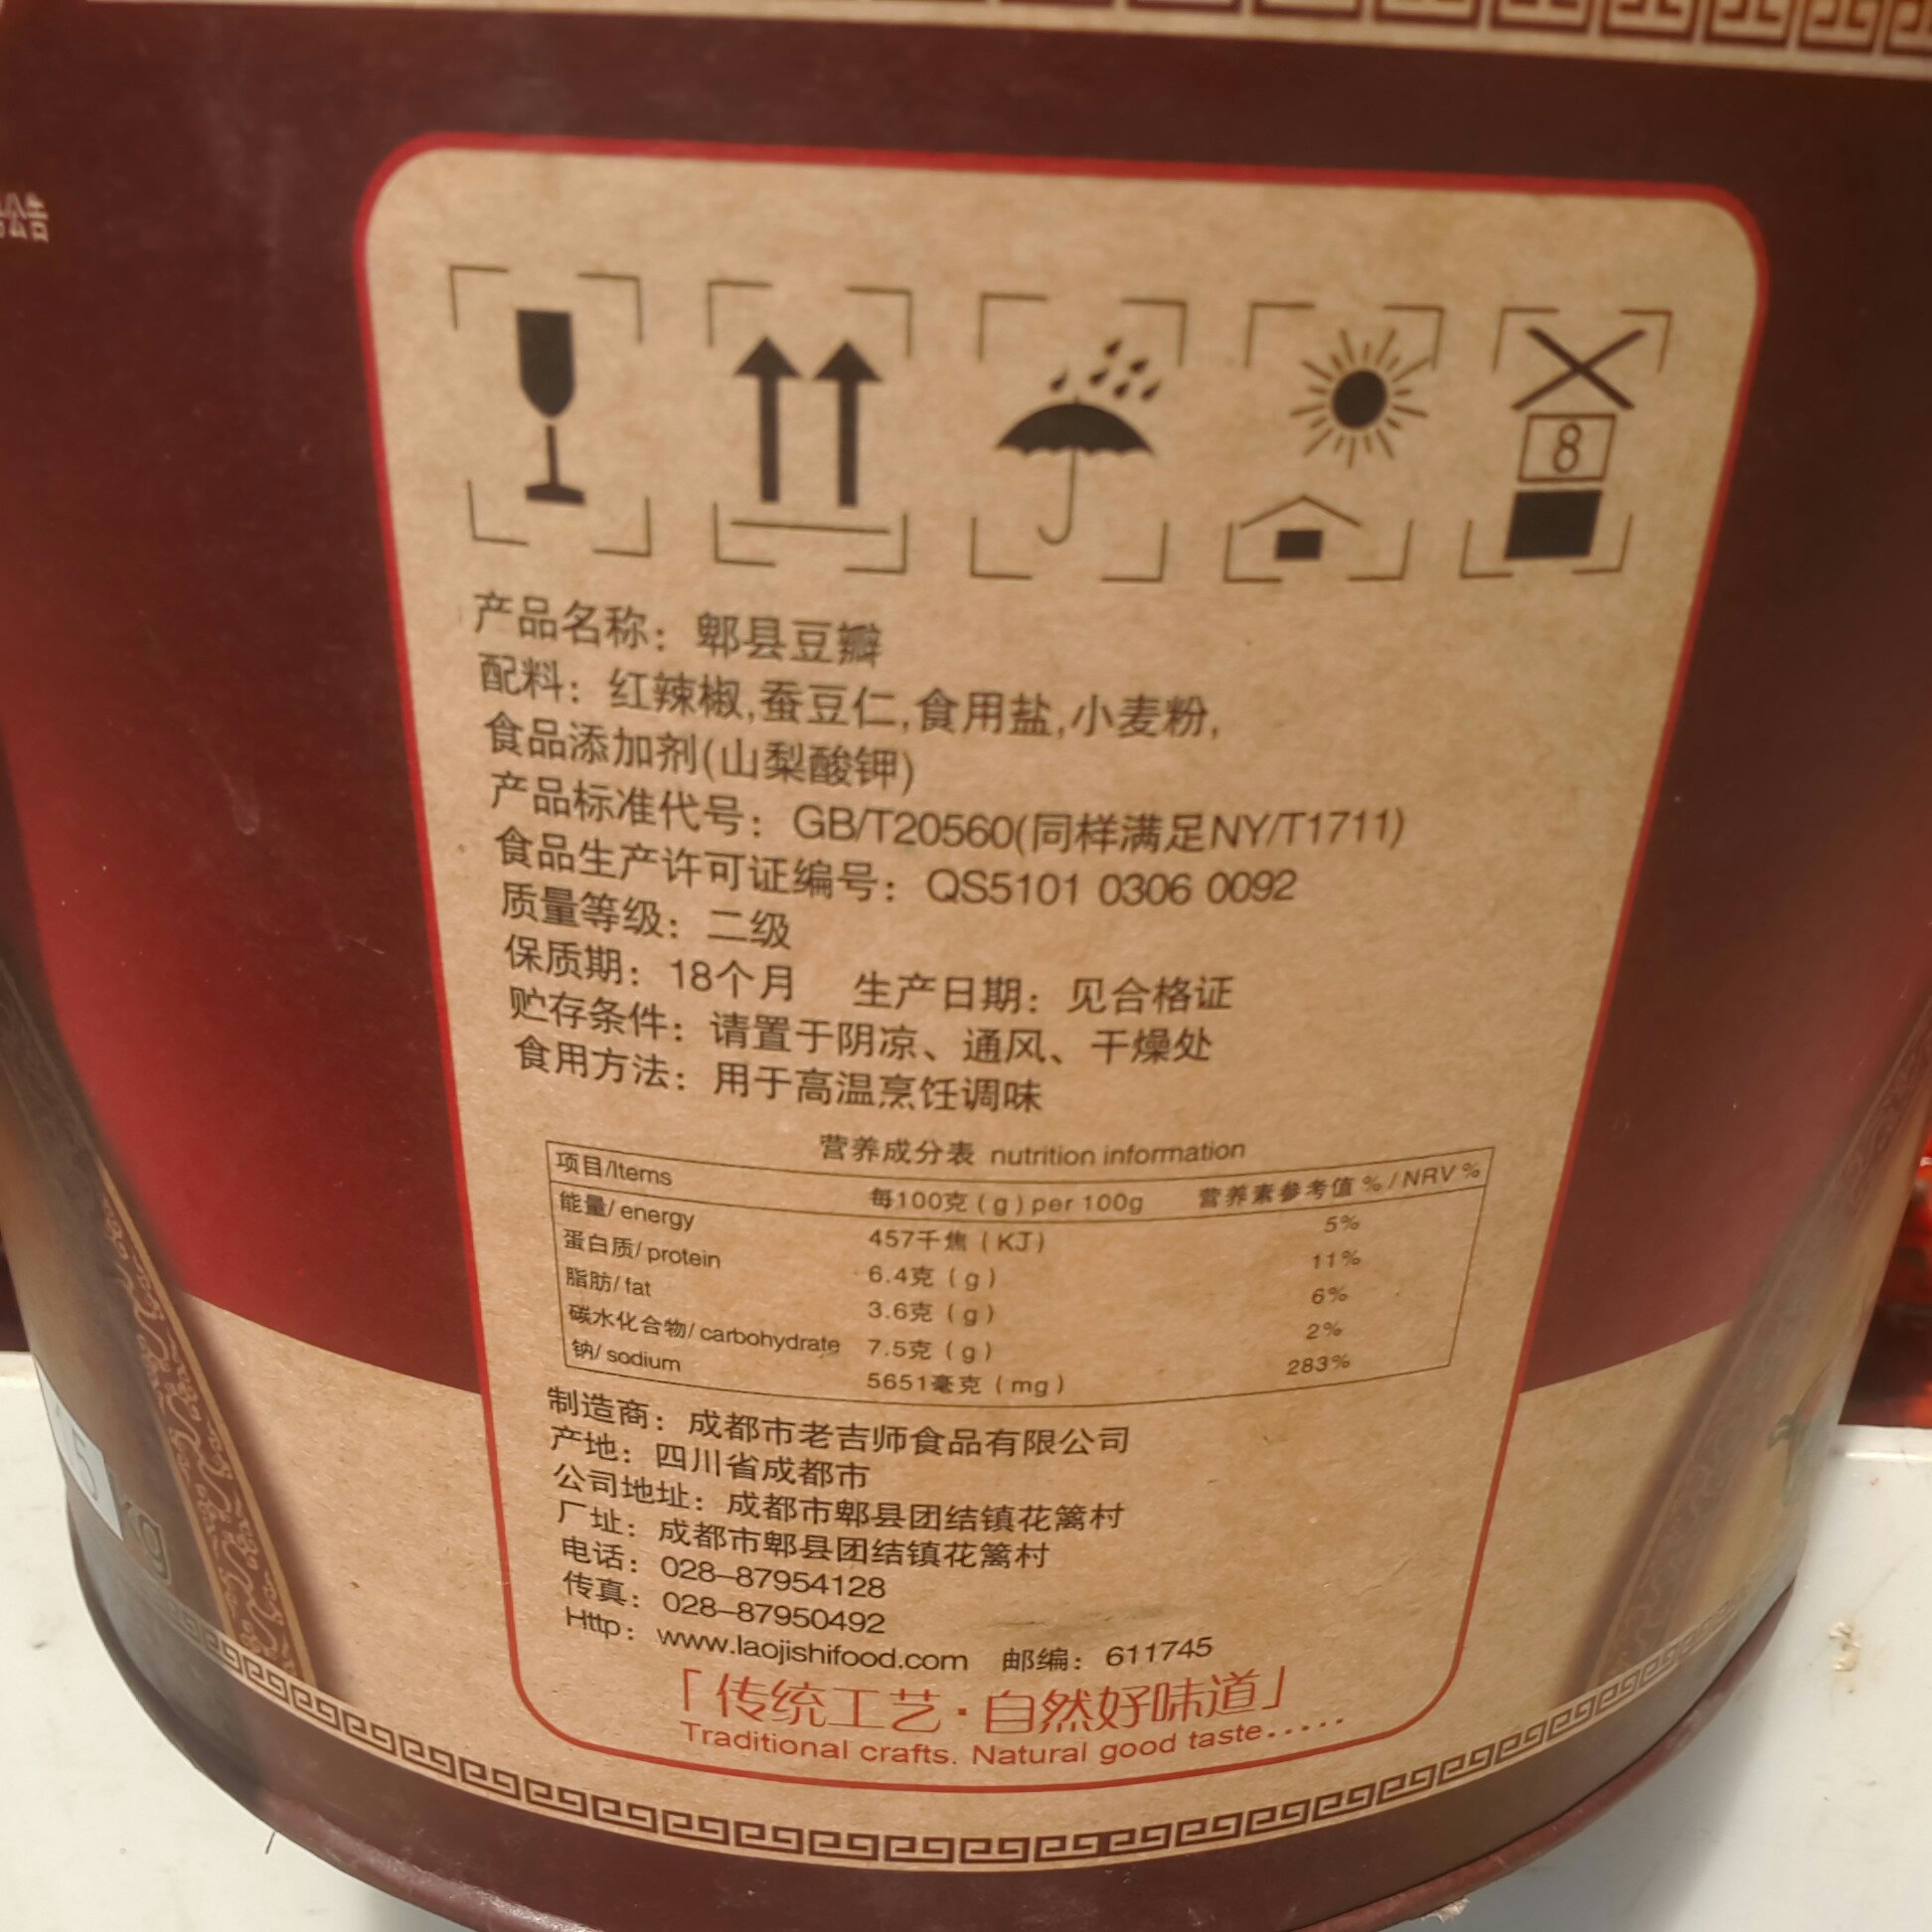 公告
8
产品名称：郫县豆瓣
配料：红辣椒,蚕豆仁,食用盐,小麦粉,
食品添加剂(山梨酸钾)
产品标准代号：GB/T20560(同样满足NY/T1711)
食品生产许可证编号：QS5101 0306 0092
质量等级：二级
保质期：18个月 生产日期：见合格证
贮存条件：请置于阴凉、通风、干燥处
食用方法：用于高温烹饪调味
营养成分表 nutrition information
项目/Items 每100克(g)per 100g 营养素参考值%/NRV%
能量/energy 457千焦(KJ) 5%
蛋白质/protein 6.4克(g) 11%
脂肪/fat 3.6克(g) 6%
碳水化合物/carbohydrate 7.5克(g) 2%
钠/sodium 5651毫克(mg) 283%
制造商：成都市老吉师食品有限公司
产地：四川省成都市
公司地址：成都市郫县团结镇花篱村
厂址：成都市郫县团结镇花篱村
电话：028–87954128
传真：028–87950492
Http：www.laojishifood.com 邮编：611745
「传统工艺·自然好味道」
Traditional crafts. Natural good taste.....
5 kg